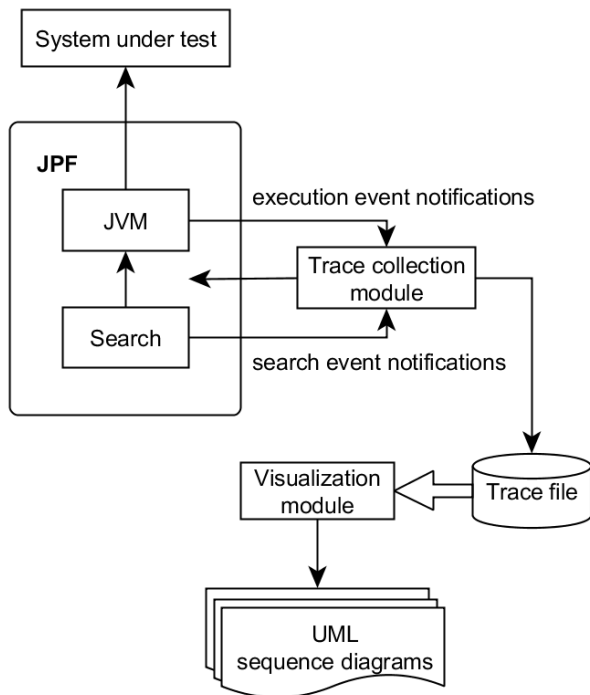 System under test
JPF
JVM
execution event notifications
Trace collection
module
Search
search event notifications
Visualization
module
Trace file
UML
sequence diagrams